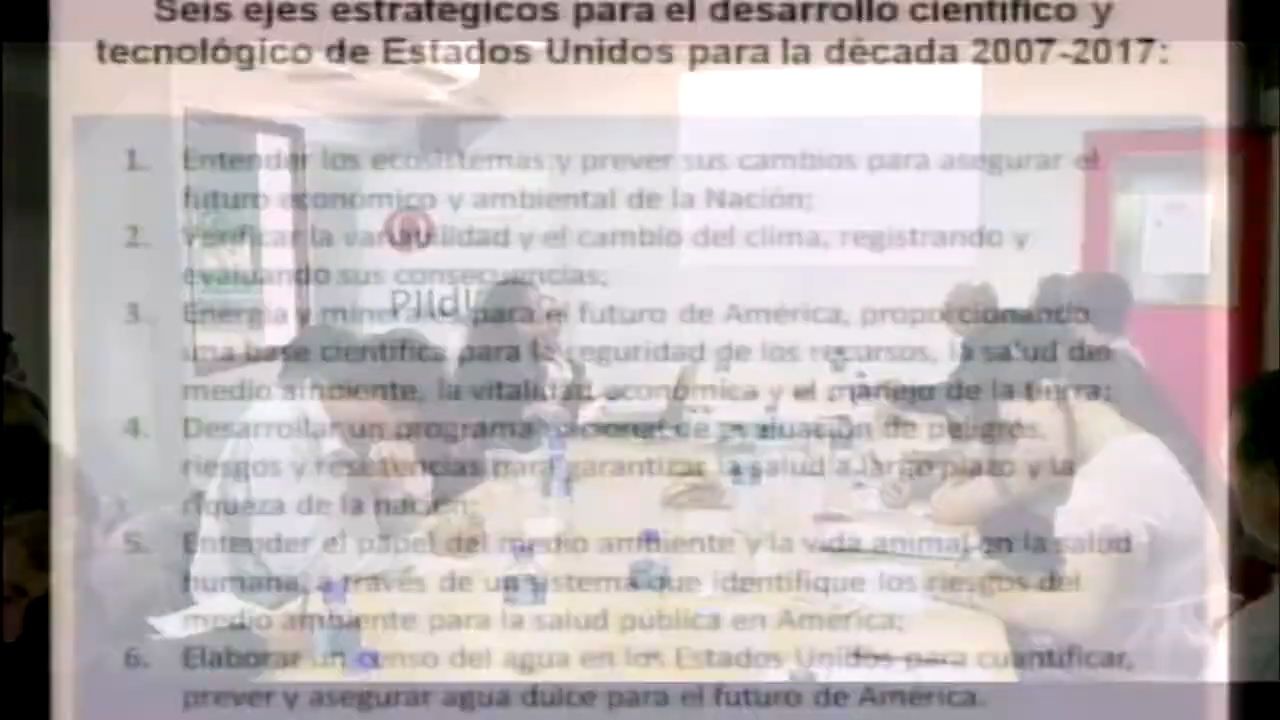 Seis ejes estratégicos para el desarrollo científico y
tecnológico de Estados Unidos para la década 2007-2017:
1. Entender los ecosistemas y prever sus cambios para asegurar el
futuro económico y ambiental de la Nación;
2. Verificar la variabilidad y el cambio del clima, registrando y
evaluando sus consecuencias;
3. Energía y minerales para el futuro de América, proporcionando
una base científica para la seguridad de los recursos, la salud del
medio ambiente, la vitalidad económica y el manejo de la tierra;
4. Desarrollar un programa nacional de evaluación de peligros,
riesgos y resistencias para garantizar la salud a largo plazo y la
riqueza de la nación;
5. Entender el papel del medio ambiente y la vida animal en la salud
humana, a través de un sistema que identifique los riesgos del
medio ambiente para la salud pública en América;
6. Elaborar un censo del agua en los Estados Unidos para cuantificar,
prever y asegurar agua dulce para el futuro de América.